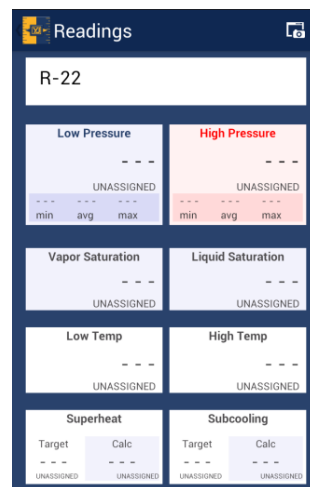 Readings
R-22
Low Pressure
- - -
UNASSIGNED
- - - - - - - - -
min avg max
High Pressure
- - -
UNASSIGNED
- - - - - - - - -
min avg max
Vapor Saturation
- - -
UNASSIGNED
Liquid Saturation
- - -
UNASSIGNED
Low Temp
- - -
UNASSIGNED
High Temp
- - -
UNASSIGNED
Superheat
Target Calc
- - - - - -
UNASSIGNED UNASSIGNED
Subcooling
Target Calc
- - - - - -
UNASSIGNED UNASSIGNED